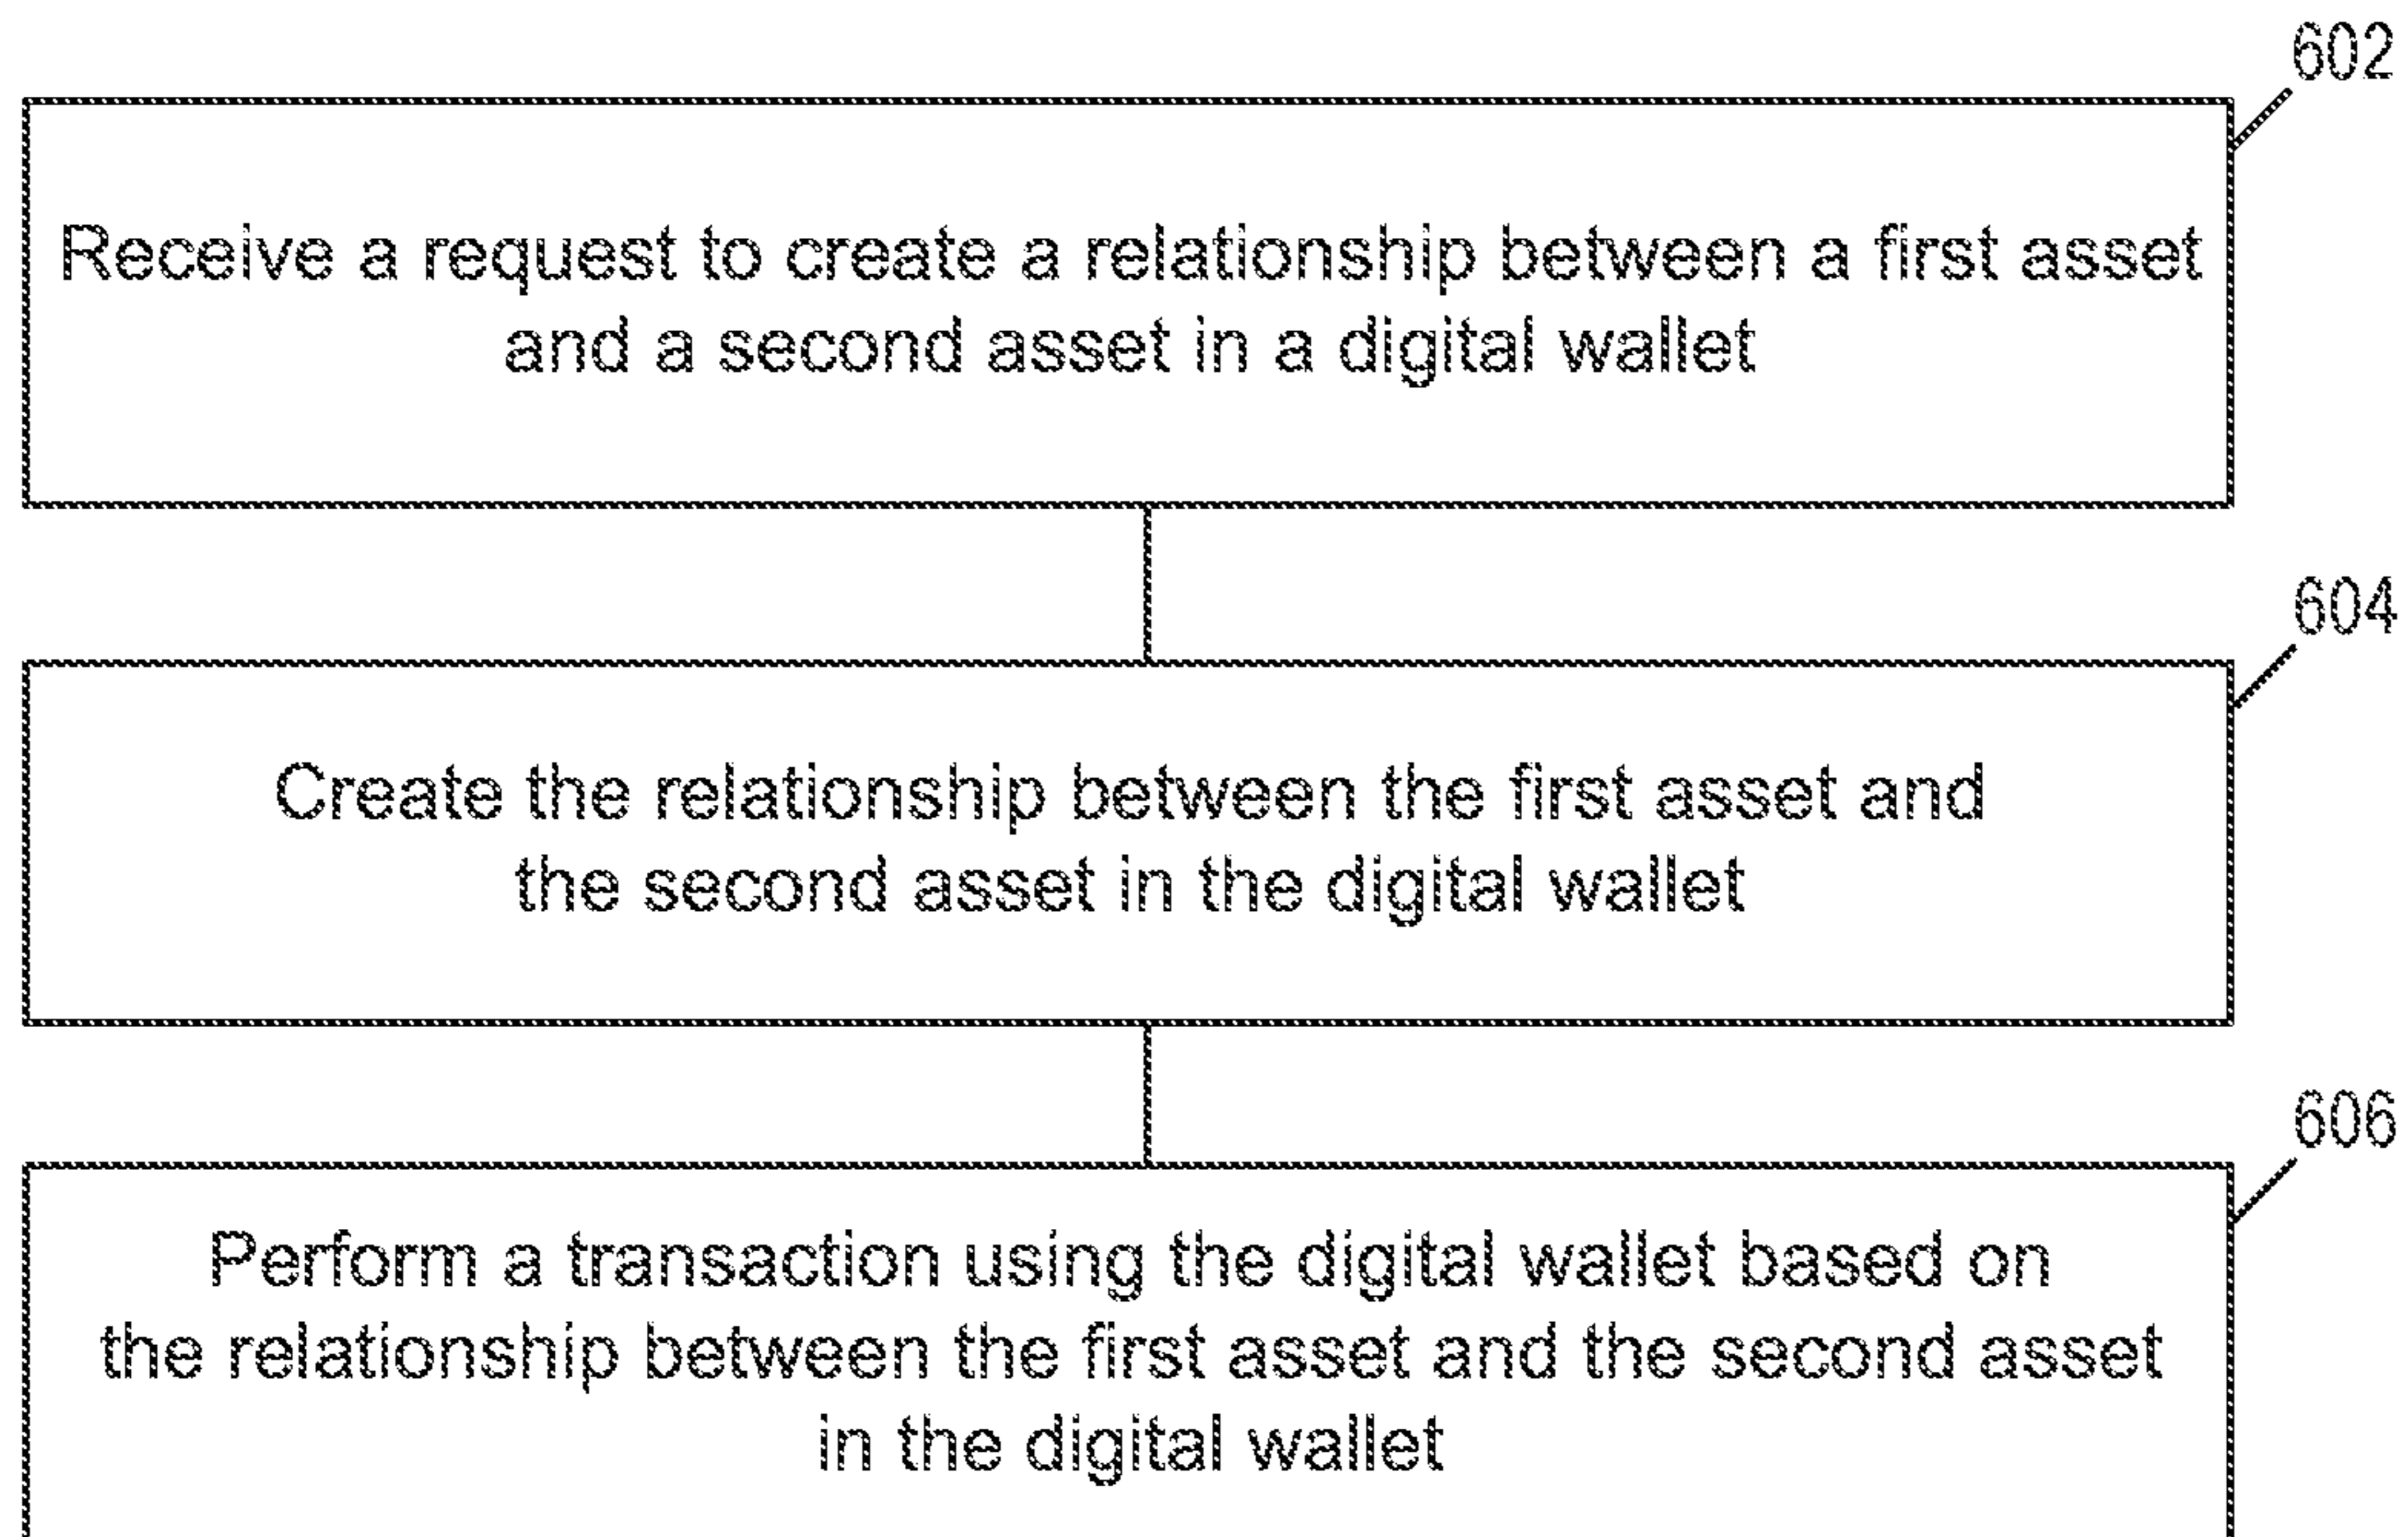 602
Receive a request to create a relationship between a first asset
and a second asset in a digital wallet
604
Create the relationship between the first asset and
the second asset in the digital wallet
606
Perform a transaction using the digital wallet based on
the relationship between the first asset and the second asset
in the digital wallet